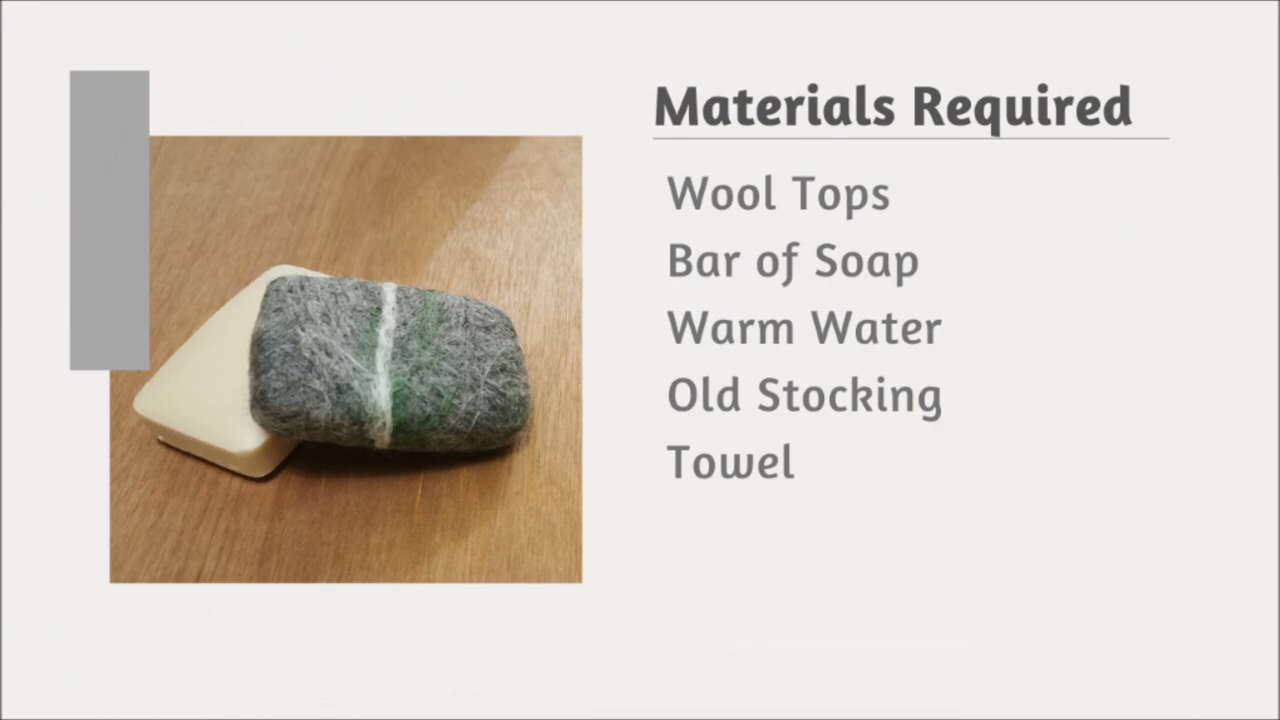 Materials Required
Wool Tops
Bar of Soap
Warm Water
Old Stocking
Towel